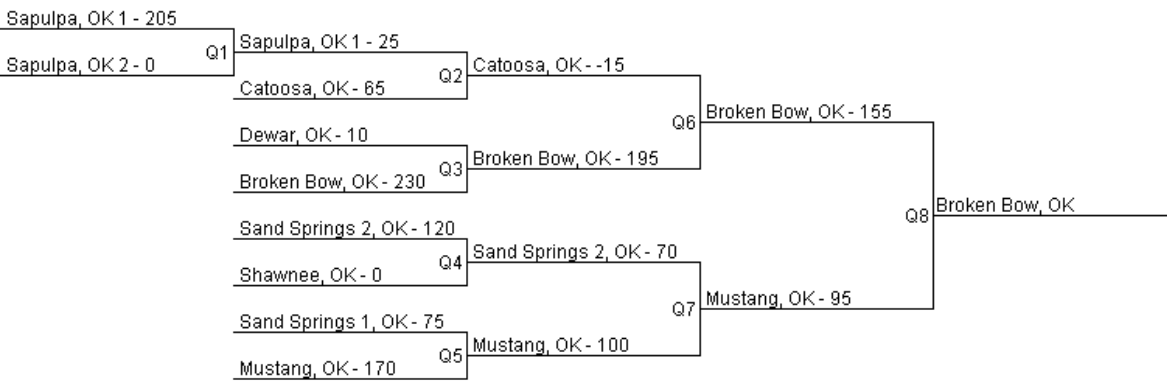 Sapulpa, OK 1 - 205
Q1
Sapulpa, OK 2 - 0
Sapulpa, OK 1 - 25
Q2
Catoosa, OK - 65
Dewar, OK - 10
Q3
Broken Bow, OK - 230
Sand Springs 2, OK - 120
Q4
Shawnee, OK - 0
Sand Springs 1, OK - 75
Q5
Mustang, OK - 170
Catoosa, OK - -15
Q6
Broken Bow, OK - 195
Sand Springs 2, OK - 70
Q7
Mustang, OK - 100
Broken Bow, OK - 155
Q8
Mustang, OK - 95
Broken Bow, OK